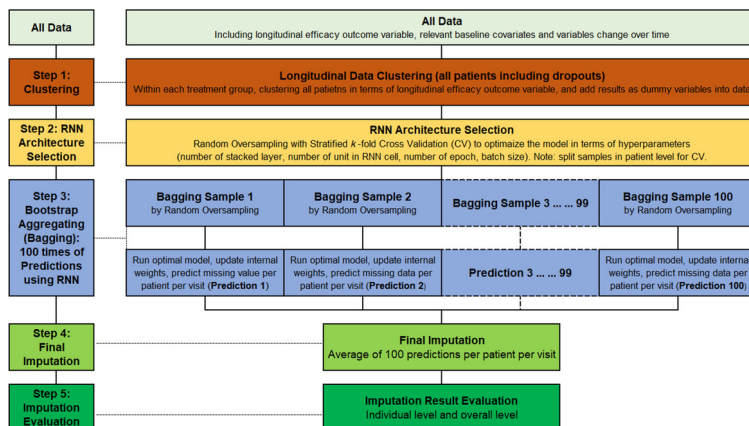 All Data
All Data
Including longitudinal efficacy outcome variable, relevant baseline covariates and variables change over time
Step 1:
Clustering
Longitudinal Data Clustering (all patients including dropouts)
Within each treatment group, clustering all patietns in terms of longitudinal efficacy outcome variable, and add results as dummy variables into data
Step 2: RNN
Architecture
Selection
RNN Architecture Selection
Random Oversampling with Stratified k-fold Cross Validation (CV) to optimaize the model in terms of hyperparameters
(number of stacked layer, number of unit in RNN cell, number of epoch, batch size). Note: split samples in patient level for CV.
Step 3:
Bootstrap
Aggregating
(Bagging):
100 times of
Predictions
using RNN
Bagging Sample 1
by Random Oversampling
Bagging Sample 2
by Random Oversampling
Bagging Sample 3 ... ... 99
Bagging Sample 100
by Random Oversampling
Run optimal model, update internal
weights, predict missing value per
patient per visit (Prediction 1)
Run optimal model, update internal
weights, predict missing data per
patient per visit (Prediction 2)
Prediction 3 ... ... 99
Run optimal model, update internal
weights, predict missing data per
patient per visit (Prediction 100)
Step 4:
Final
Imputation
Final Imputation
Average of 100 predictions per patient per visit
Step 5:
Imputation
Evaluation
Imputation Result Evaluation
Individual level and overall level